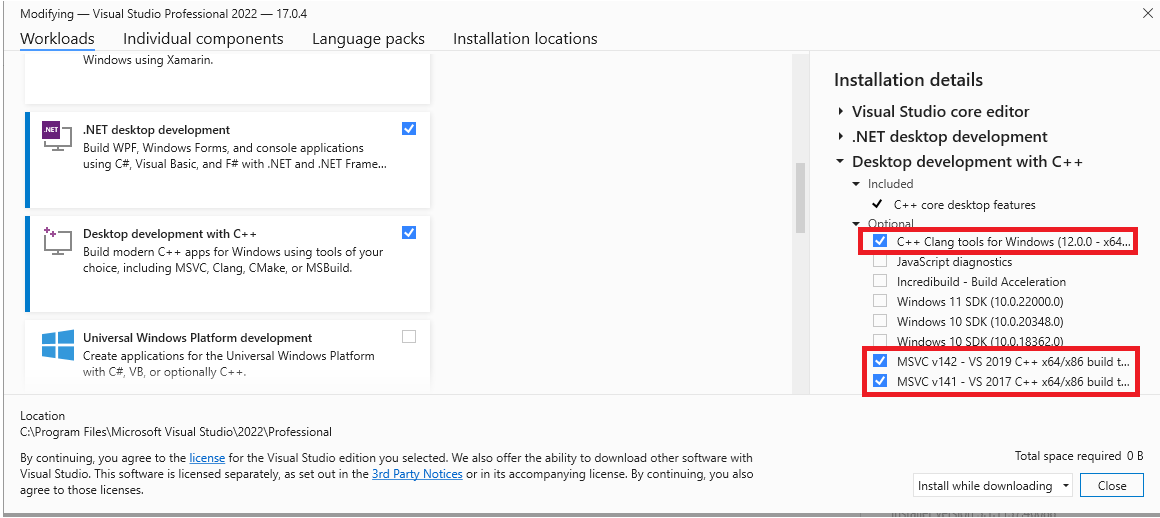 Modifying — Visual Studio Professional 2022 — 17.0.4
Workloads Individual components Language packs Installation locations
Windows using Xamarin.
.NET
.NET desktop development
Build WPF, Windows Forms, and console applications
using C#, Visual Basic, and F# with .NET and .NET Frame...
Desktop development with C++
Build modern C++ apps for Windows using tools of your
choice, including MSVC, Clang, CMake, or MSBuild.
Universal Windows Platform development
Create applications for the Universal Windows Platform
with C#, VB, or optionally C++.
Installation details
Visual Studio core editor
.NET desktop development
Desktop development with C++
Included
C++ core desktop features
Optional
C++ Clang tools for Windows (12.0.0 - x64...
JavaScript diagnostics
Incredibuild - Build Acceleration
Windows 11 SDK (10.0.22000.0)
Windows 10 SDK (10.0.20348.0)
Windows 10 SDK (10.0.18362.0)
MSVC v142 - VS 2019 C++ x64/x86 build t...
MSVC v141 - VS 2017 C++ x64/x86 build t...
Location
C:\Program Files\Microsoft Visual Studio\2022\Professional
By continuing, you agree to the license for the Visual Studio edition you selected. We also offer the ability to download other software with
Visual Studio. This software is licensed separately, as set out in the 3rd Party Notices or in its accompanying license. By continuing, you also
agree to those licenses.
Total space required 0 B
Install while downloading
Close